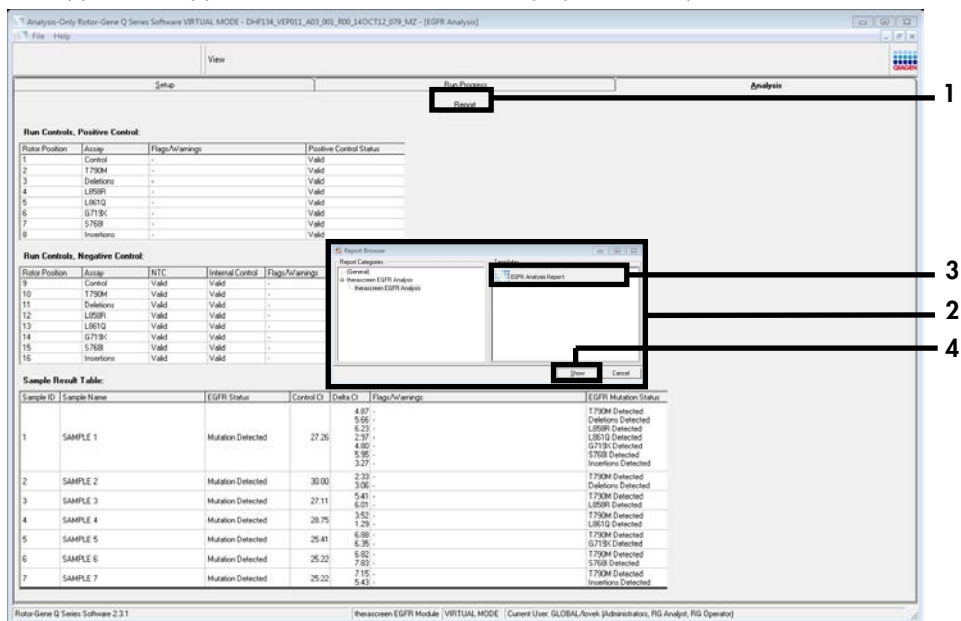 Analysis-Only Rotor-Gene Q Series Software VIRTUAL MODE - DHF134_VEP011_A03_001_R00_14OCT12_079_MZ - [EGFR Analysis]
File Help
View
QIAGEN
Setup Run Progress Analysis
Report
1
Run Controls, Positive Control:
Rotor Position Assay Flags/Warnings Positive Control Status
1 Control - Valid
2 T790M - Valid
3 Deletions - Valid
4 L858R - Valid
5 L861Q - Valid
6 G719X - Valid
7 S768I - Valid
8 Insertions - Valid
Run Controls, Negative Control:
Rotor Position Assay NTC Internal Control Flags/Warnings
9 Control Valid Valid -
10 T790M Valid Valid -
11 Deletions Valid Valid -
12 L858R Valid Valid -
13 L861Q Valid Valid -
14 G719X Valid Valid -
15 S768I Valid Valid -
16 Insertions Valid Valid -
Report Browser
Report Categories Templates
(General)
therascreen EGFR Analysis
therascreen EGFR Analysis
EGFR Analysis Report
Show Cancel
3
2
4
Sample Result Table:
Sample ID Sample Name EGFR Status Control Ct Delta Ct Flags/Warnings EGFR Mutation Status
4.87 - T790M Detected
5.66 - Deletions Detected
6.23 - L858R Detected
1 SAMPLE 1 Mutation Detected 27.26 2.97 - L861Q Detected
4.80 - G719X Detected
5.95 - S768I Detected
3.27 - Insertions Detected
2 SAMPLE 2 Mutation Detected 30.00 2.33 - T790M Detected
3.06 - Deletions Detected
3 SAMPLE 3 Mutation Detected 27.11 5.41 - T790M Detected
6.01 - L858R Detected
4 SAMPLE 4 Mutation Detected 28.75 3.52 - T790M Detected
1.29 - L861Q Detected
5 SAMPLE 5 Mutation Detected 25.41 6.88 - T790M Detected
6.35 - G719X Detected
6 SAMPLE 6 Mutation Detected 25.22 6.82 - T790M Detected
7.83 - S768I Detected
7 SAMPLE 7 Mutation Detected 25.22 7.15 - T790M Detected
5.43 - Insertions Detected
Rotor-Gene Q Series Software 2.3.1 therascreen EGFR Module VIRTUAL MODE Current User: GLOBAL/lovek [Administrators, RG Analyst, RG Operator]